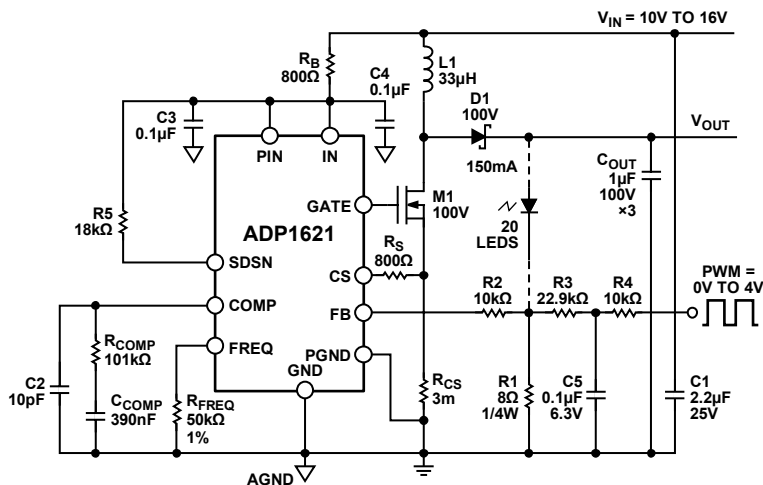 V_IN = 10V TO 16V
R_B
800Ω
C4
0.1µF
L1
33µH
C3
0.1µF
D1
100V
V_OUT
PIN
IN
150mA
C_OUT
1µF
100V
×3
GATE
M1
100V
R5
18kΩ
ADP1621
20
LEDS
R_S
800Ω
PWM =
0V TO 4V
SDSN
CS
R2
10kΩ
R3
22.9kΩ
R4
10kΩ
COMP
FB
R_COMP
101kΩ
FREQ
PGND
GND
C2
10pF
C_COMP
390nF
R_FREQ
50kΩ
1%
R_CS
3m
R1
8Ω
1/4W
C5
0.1µF
6.3V
C1
2.2µF
25V
AGND